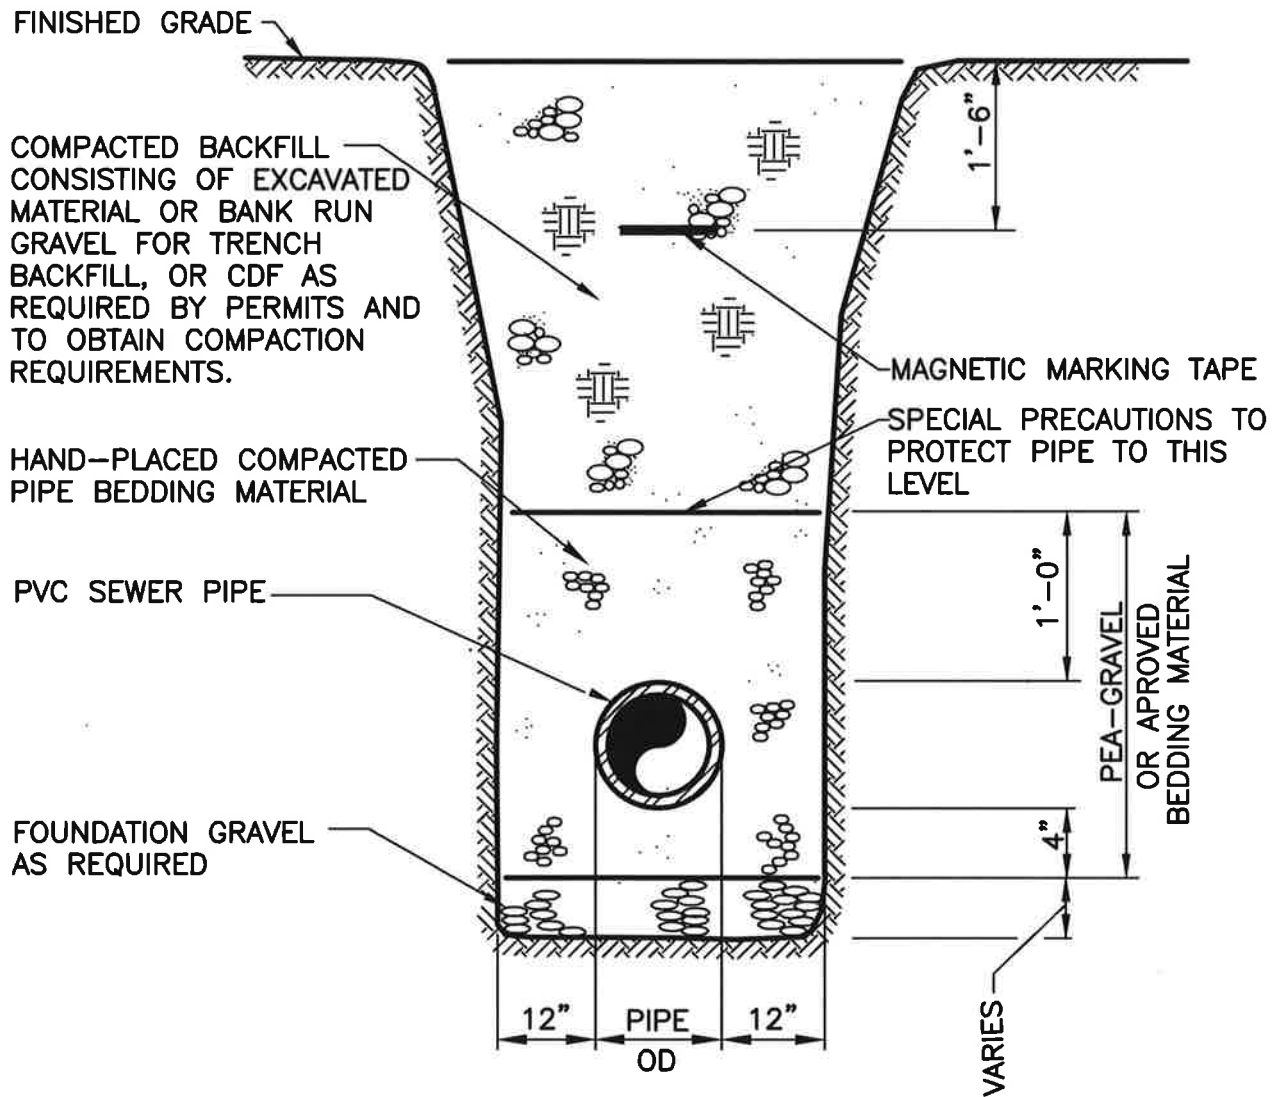 FINISHED GRADE
1'-6"
COMPACTED BACKFILL
CONSISTING OF EXCAVATED
MATERIAL OR BANK RUN
GRAVEL FOR TRENCH
BACKFILL, OR CDF AS
REQUIRED BY PERMITS AND
TO OBTAIN COMPACTION
REQUIREMENTS.
MAGNETIC MARKING TAPE
SPECIAL PRECAUTIONS TO
PROTECT PIPE TO THIS
LEVEL
HAND-PLACED COMPACTED
PIPE BEDDING MATERIAL
1'-0"
PVC SEWER PIPE
PEA-GRAVEL
OR APROVED
BEDDING MATERIAL
FOUNDATION GRAVEL
AS REQUIRED
4"
12"
PIPE
OD
12"
VARIES